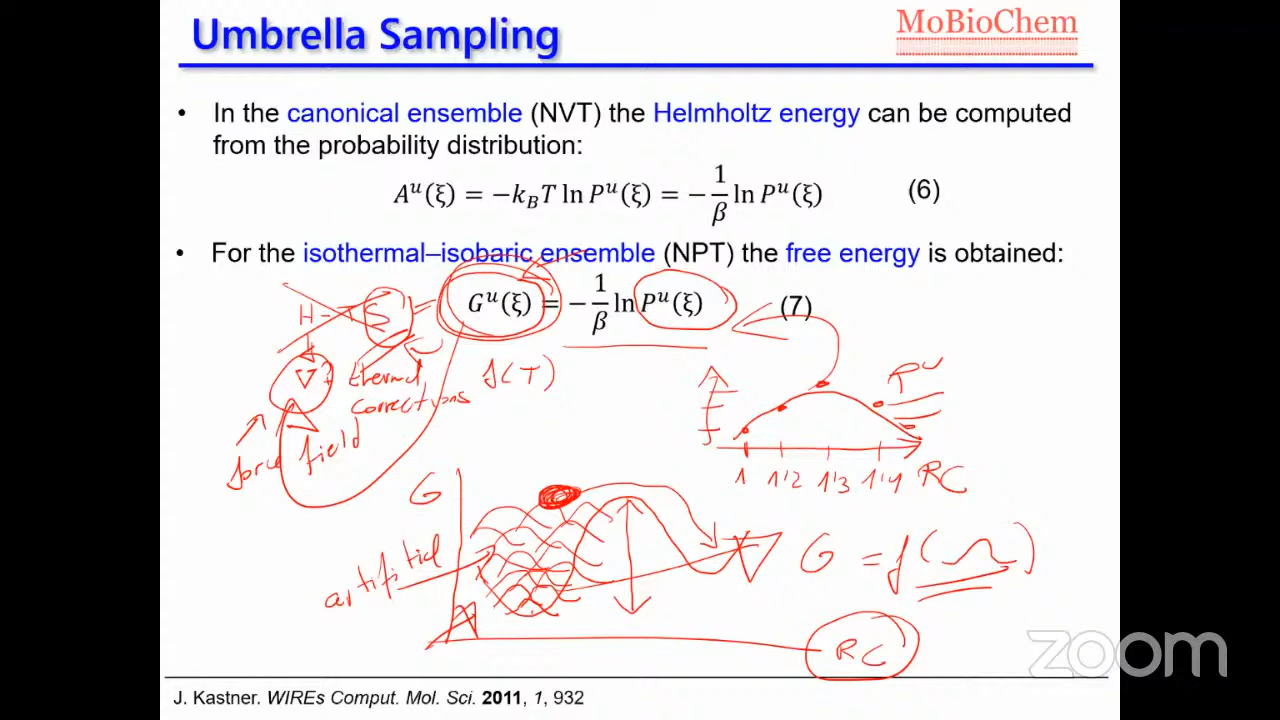 Umbrella Sampling
MoBioChem
• In the canonical ensemble (NVT) the Helmholtz energy can be computed
from the probability distribution:
Aᵘ(ξ) = −k_B T ln Pᵘ(ξ) = −1/β ln Pᵘ(ξ) (6)
• For the isothermal–isobaric ensemble (NPT) the free energy is obtained:
H - TS = Gᵘ(ξ) = −1/β ln Pᵘ(ξ) (7)
V + thermal
corrections
f(T)
force field
Pᵘ
1 1'2 1'3 1'4 RC
G
artifitial
G = f(Ω)
RC
zoom
J. Kastner. WIREs Comput. Mol. Sci. 2011, 1, 932